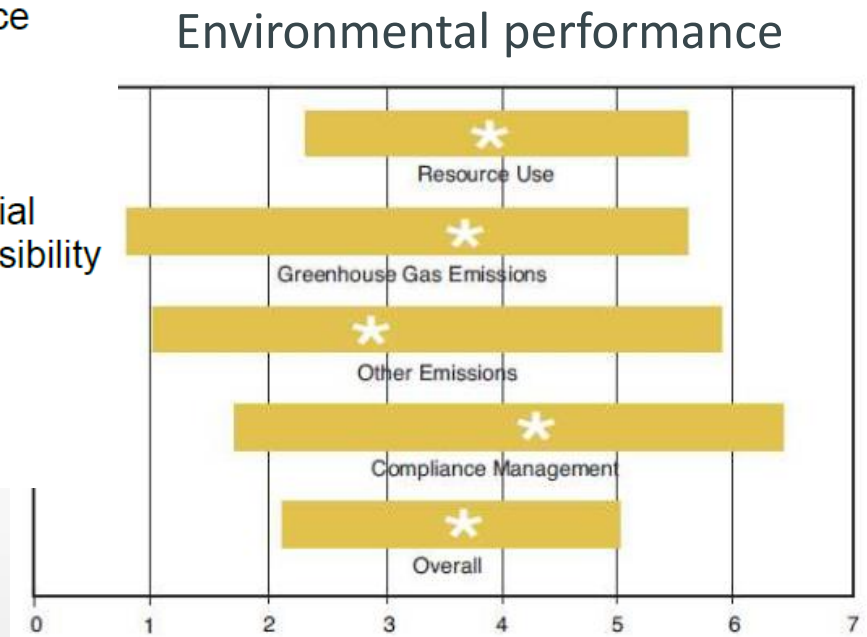 ce
Environmental performance
Resource Use
ial
sibility
Greenhouse Gas Emissions
Other Emissions
Compliance Management
Overall
0 1 2 3 4 5 6 7